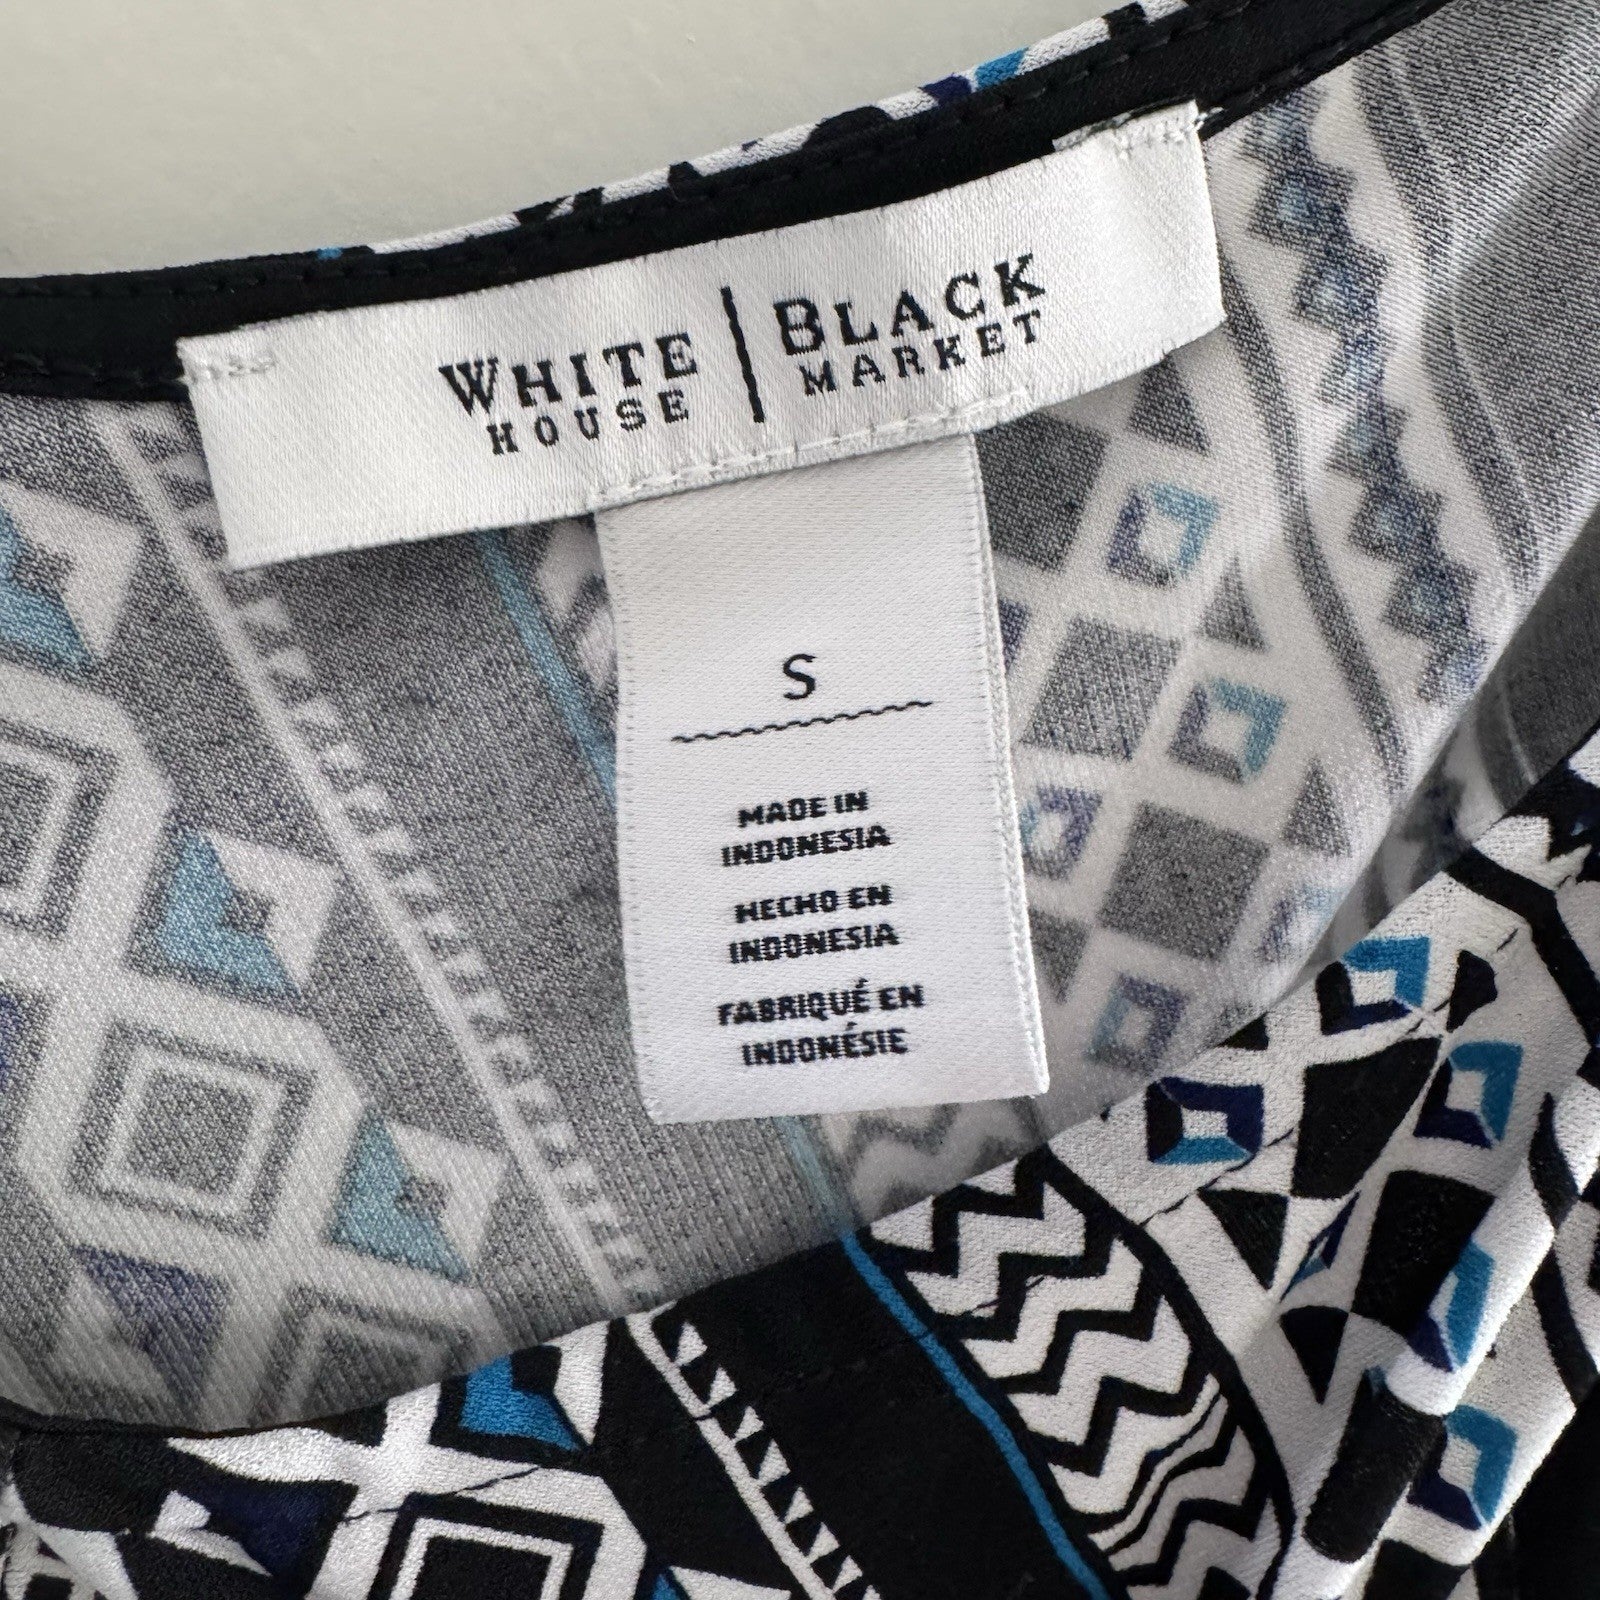 WHITE HOUSE | BLACK MARKET
S
MADE IN
INDONESIA
HECHO EN
INDONESIA
FABRIQUÉ EN
INDONÉSIE